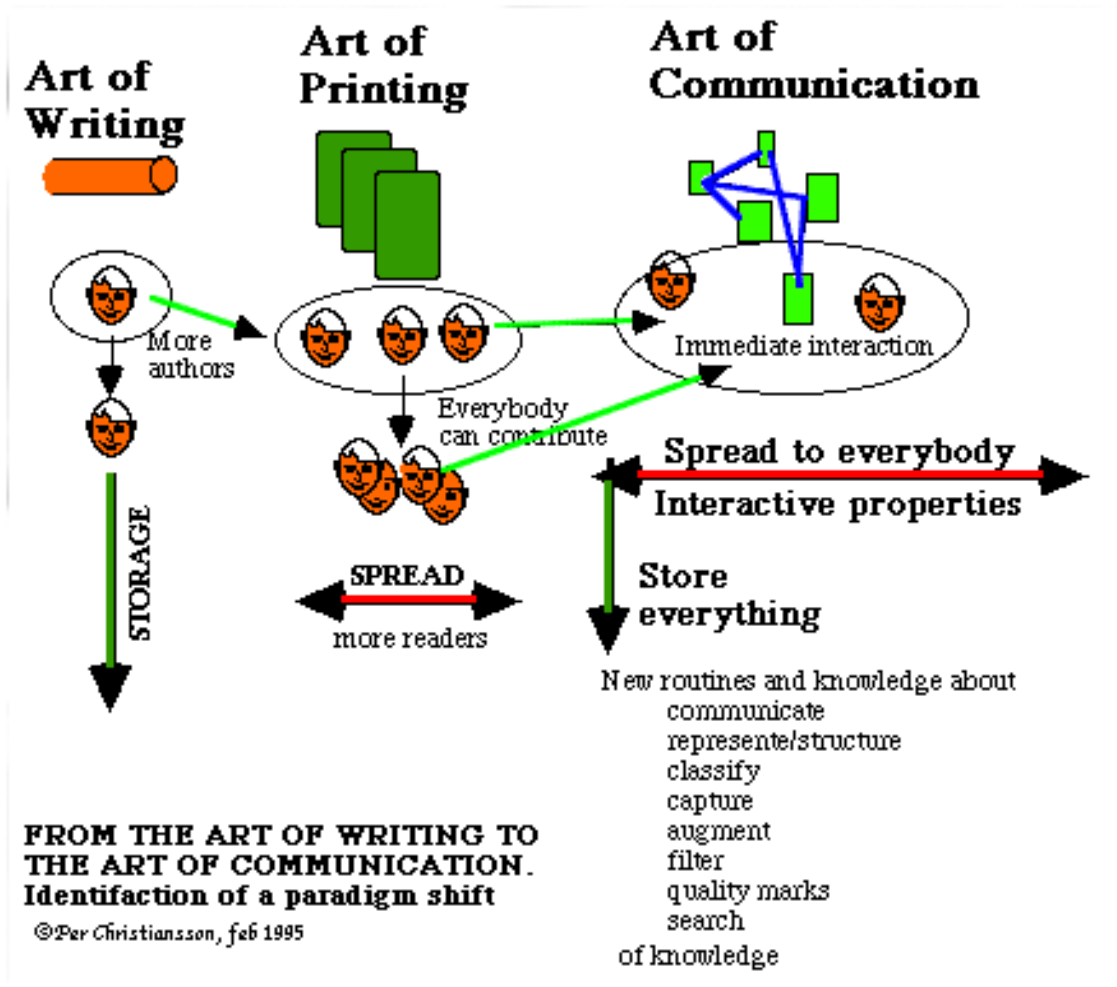 Art of
Writing
Art of
Printing
Art of
Communication
More
authors
Everybody
can contribute
Immediate interaction
STORAGE
SPREAD
more readers
Spread to everybody
Interactive properties
Store
everything
New routines and knowledge about
communicate
represente/structure
classify
capture
augment
filter
quality marks
search
of knowledge
FROM THE ART OF WRITING TO
THE ART OF COMMUNICATION.
Identifaction of a paradigm shift
©Per Christiansson, feb 1995